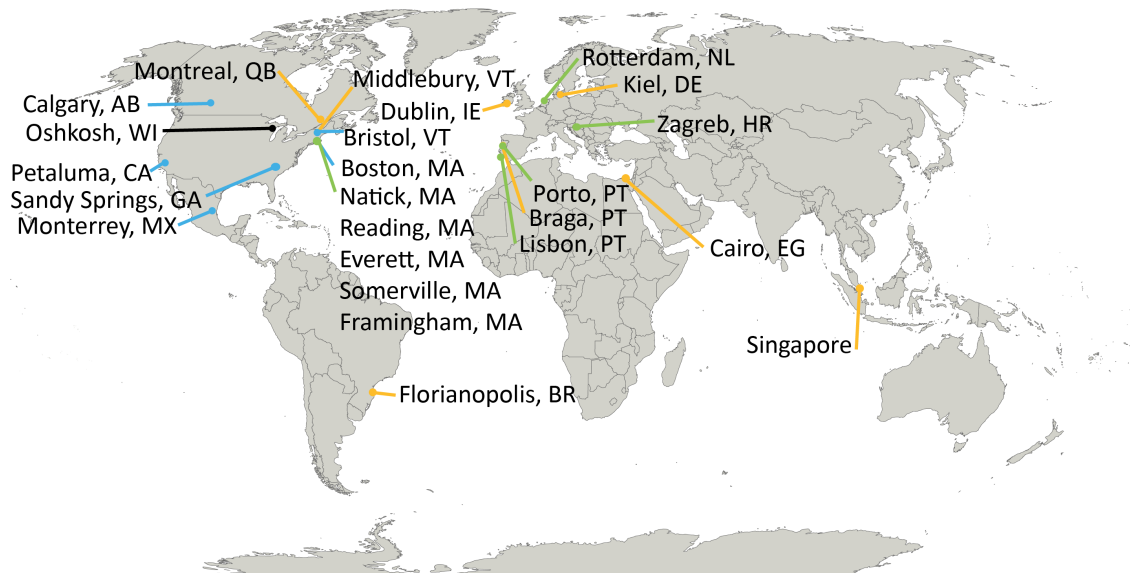 Rotterdam, NL
Montreal, QB
Middlebury, VT
Kiel, DE
Calgary, AB
Dublin, IE
Oshkosh, WI
Bristol, VT
Zagreb, HR
Petaluma, CA
Boston, MA
Sandy Springs, GA
Natick, MA
Porto, PT
Monterrey, MX
Reading, MA
Braga, PT
Lisbon, PT
Cairo, EG
Everett, MA
Somerville, MA
Framingham, MA
Singapore
Florianopolis, BR